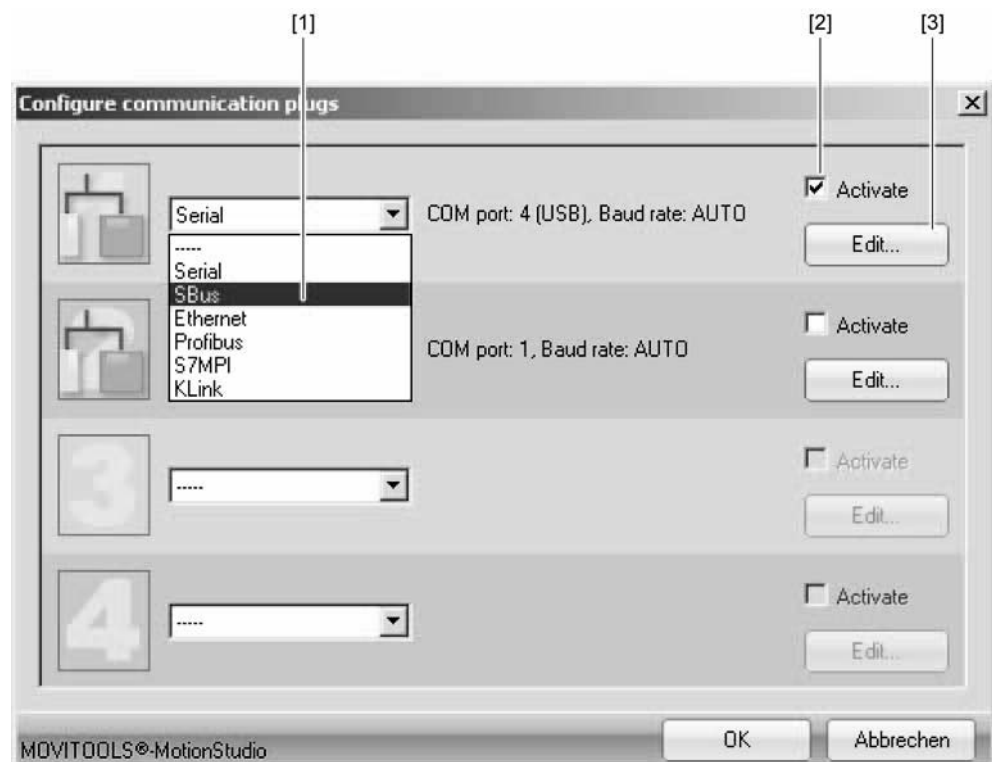 [1] [2] [3]
Configure communication plugs
Activate
Serial COM port: 4 (USB), Baud rate: AUTO
Edit...
-----
Serial
SBus
Ethernet
Profibus
S7MPI
KLink
Activate
COM port: 1, Baud rate: AUTO
Edit...
3
Activate
-----
Edit...
4
Activate
-----
Edit...
MOVITOOLS®-MotionStudio
OK
Abbrechen